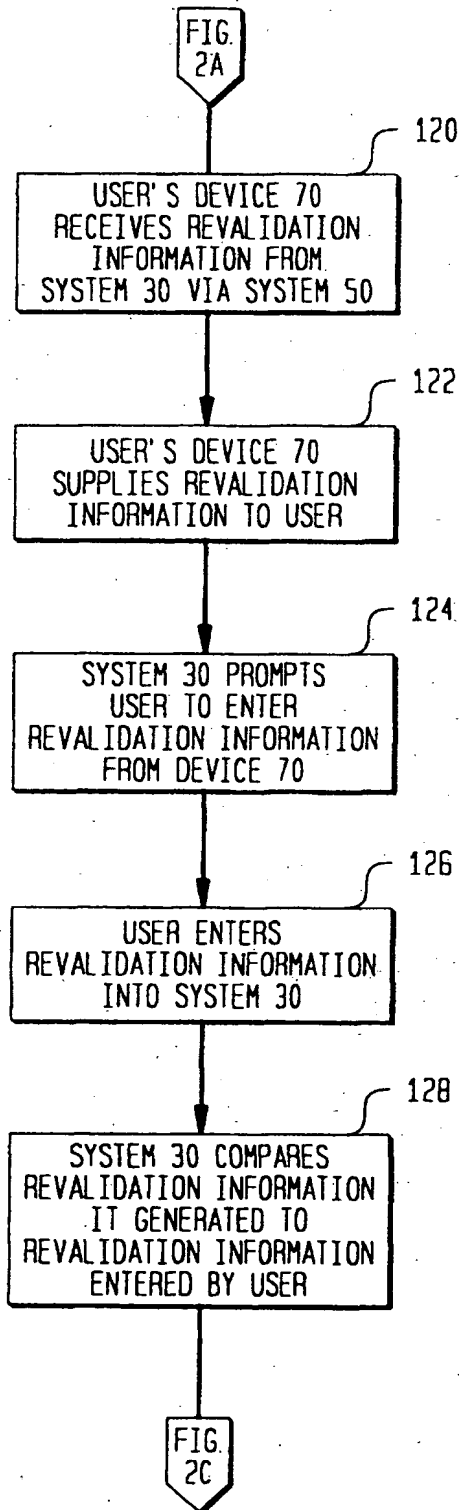 FIG.
2A
120
USER'S DEVICE 70
RECEIVES REVALIDATION
INFORMATION FROM
SYSTEM 30 VIA SYSTEM 50
122
USER'S DEVICE 70
SUPPLIES REVALIDATION
INFORMATION TO USER
124
SYSTEM 30 PROMPTS
USER TO ENTER
REVALIDATION INFORMATION
FROM DEVICE 70
126
USER ENTERS
REVALIDATION INFORMATION
INTO SYSTEM 30
128
SYSTEM 30 COMPARES
REVALIDATION INFORMATION
IT GENERATED TO
REVALIDATION INFORMATION
ENTERED BY USER
FIG.
2C